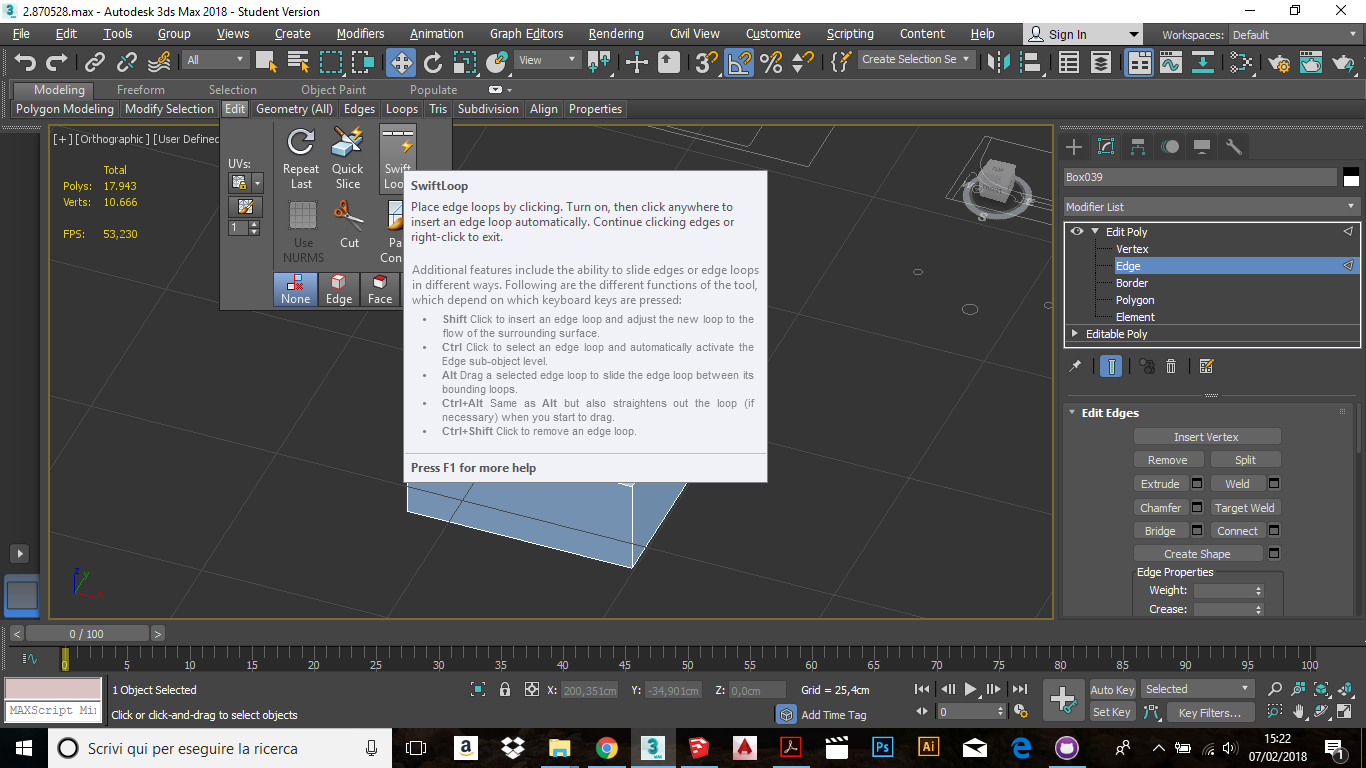 2.870528.max - Autodesk 3ds Max 2018 - Student Version
File Edit Tools Group Views Create Modifiers Animation Graph Editors Rendering Civil View Customize Scripting Content Help Sign In Workspaces: Default
All View Create Selection Se
Modeling Freeform Selection Object Paint Populate
Polygon Modeling Modify Selection Edit Geometry (All) Edges Loops Tris Subdivision Align Properties
[+] [Orthographic] [User Defined
Total
Polys: 17.943
Verts: 10.666
FPS: 53,230
UVs:
1
Repeat Last
Quick Slice
Swift
Use NURMS
Cut
None Edge Face
SwiftLoop
Place edge loops by clicking. Turn on, then click anywhere to
insert an edge loop automatically. Continue clicking edges or
right-click to exit.
Additional features include the ability to slide edges or edge loops
in different ways. Following are the different functions of the tool,
which depend on which keyboard keys are pressed:
• Shift Click to insert an edge loop and adjust the new loop to the
flow of the surrounding surface.
• Ctrl Click to select an edge loop and automatically activate the
Edge sub-object level.
• Alt Drag a selected edge loop to slide the edge loop between its
bounding loops.
• Ctrl+Alt Same as Alt but also straightens out the loop (if
necessary) when you start to drag.
• Ctrl+Shift Click to remove an edge loop.
Press F1 for more help
Box039
Modifier List
Edit Poly
Vertex
Edge
Border
Polygon
Element
Editable Poly
Edit Edges
Insert Vertex
Remove Split
Extrude Weld
Chamfer Target Weld
Bridge Connect
Create Shape
Edge Properties
Weight:
Crease:
z y x
< 0 / 100 >
0 5 10 15 20 25 30 35 40 45 50 55 60 65 70 75 80 85 90 95 100
1 Object Selected X: 200,351cm Y: -34,901cm Z: 0,0cm Grid = 25,4cm Auto Key Selected
MAXScript Mi Click or click-and-drag to select objects Add Time Tag 0 Set Key Key Filters...
Scrivi qui per eseguire la ricerca
a 3 MAX Ps Ai
15:22
07/02/2018
1